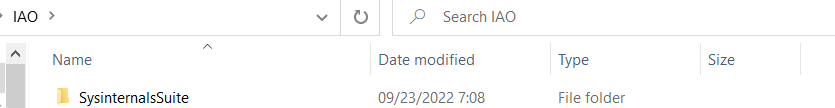 IAO
Search IAO
Name Date modified Type Size
SysinternalsSuite 09/23/2022 7:08 File folder